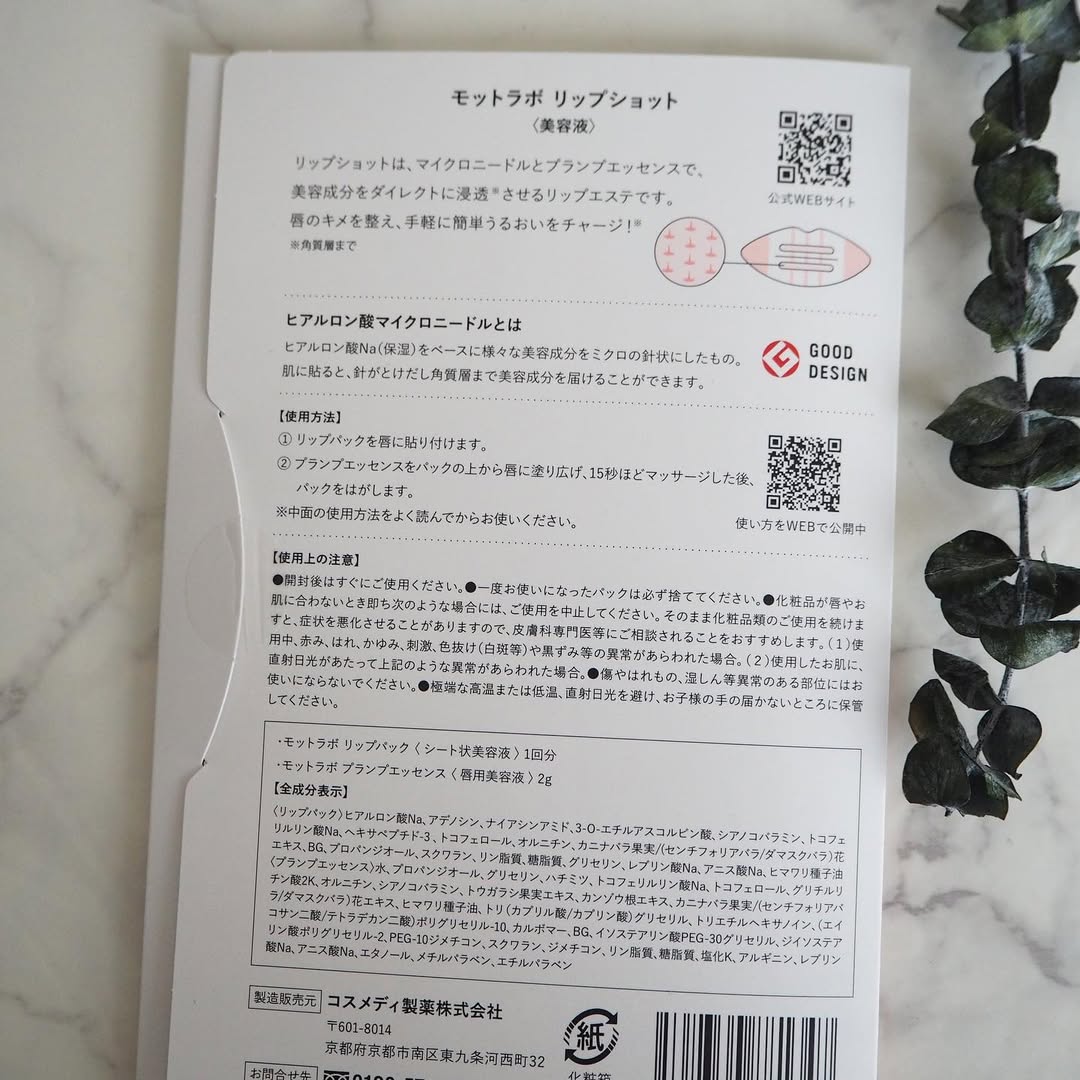 モットラボ リップショット
〈美容液〉
リップショットは、マイクロニードルとプランプエッセンスで、
美容成分をダイレクトに浸透※させるリップエステです。
唇のキメを整え、手軽に簡単うるおいをチャージ！※
※角質層まで
公式WEBサイト
ヒアルロン酸マイクロニードルとは
ヒアルロン酸Na（保湿）をベースに様々な美容成分をミクロの針状にしたもの。
肌に貼ると、針がとけだし角質層まで美容成分を届けることができます。
GOOD
DESIGN
【使用方法】
① リップパックを唇に貼り付けます。
② プランプエッセンスをパックの上から唇に塗り広げ、15秒ほどマッサージした後、
パックをはがします。
※中面の使用方法をよく読んでからお使いください。
使い方をWEBで公開中
【使用上の注意】
●開封後はすぐにご使用ください。●一度お使いになったパックは必ず捨ててください。●化粧品が唇やお
肌に合わないとき即ち次のような場合には、ご使用を中止してください。そのまま化粧品類のご使用を続けま
すと、症状を悪化させることがありますので、皮膚科専門医等にご相談されることをおすすめします。（1）使
用中、赤み、はれ、かゆみ、刺激、色抜け（白斑等）や黒ずみ等の異常があらわれた場合。（2）使用したお肌に、
直射日光があたって上記のような異常があらわれた場合。●傷やはれもの、湿しん等異常のある部位にはお
使いにならないでください。●極端な高温または低温、直射日光を避け、お子様の手の届かないところに保管
してください。
・モットラボ リップパック〈 シート状美容液 〉1回分
・モットラボ プランプエッセンス〈 唇用美容液 〉2g
【全成分表示】
〈リップパック〉ヒアルロン酸Na、アデノシン、ナイアシンアミド、3-O-エチルアスコルビン酸、シアノコバラミン、トコフェ
リルリン酸Na、ヘキサペプチド-3、トコフェロール、オルニチン、カニナバラ果実/（センチフォリアバラ/ダマスクバラ）花
エキス、BG、プロパンジオール、スクワラン、リン脂質、糖脂質、グリセリン、レブリン酸Na、アニス酸Na、ヒマワリ種子油
〈プランプエッセンス〉水、プロパンジオール、グリセリン、ハチミツ、トコフェリルリン酸Na、トコフェロール、グリチルリ
チン酸2K、オルニチン、シアノコバラミン、トウガラシ果実エキス、カンゾウ根エキス、カニナバラ果実/（センチフォリアバ
ラ/ダマスクバラ）花エキス、ヒマワリ種子油、トリ（カプリル酸/カプリン酸）グリセリル、トリエチルヘキサノイン、（エイ
コサン二酸/テトラデカン二酸）ポリグリセリル-10、カルボマー、BG、イソステアリン酸PEG-30グリセリル、ジイソステア
リン酸ポリグリセリル-2、PEG-10ジメチコン、スクワラン、ジメチコン、リン脂質、糖脂質、塩化K、アルギニン、レブリン
酸Na、アニス酸Na、エタノール、メチルパラベン、エチルパラベン
製造販売元 コスメディ製薬株式会社
〒601-8014
京都府京都市南区東九条河西町32
紙
化粧箱
お問合せ先